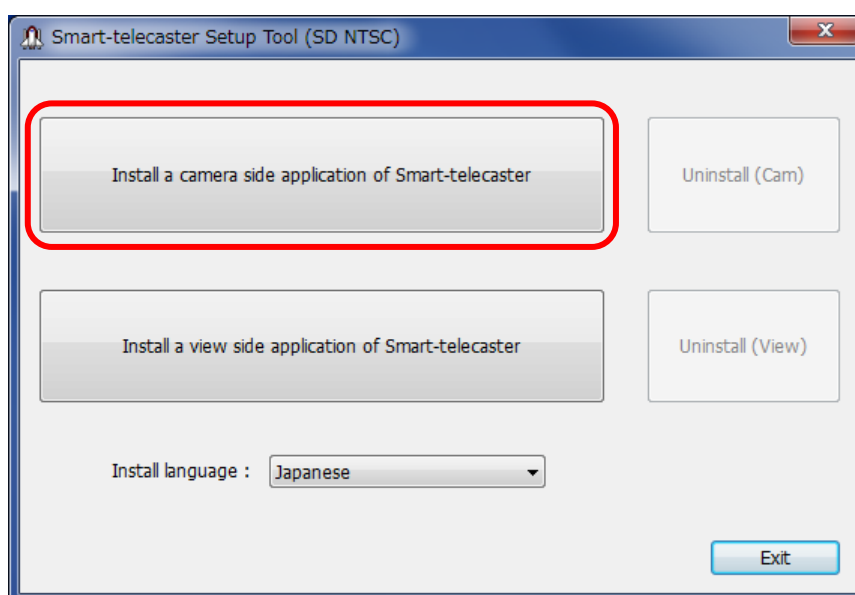 Smart-telecaster Setup Tool (SD NTSC)
Install a camera side application of Smart-telecaster
Uninstall (Cam)
Install a view side application of Smart-telecaster
Uninstall (View)
Install language :
Japanese
Exit